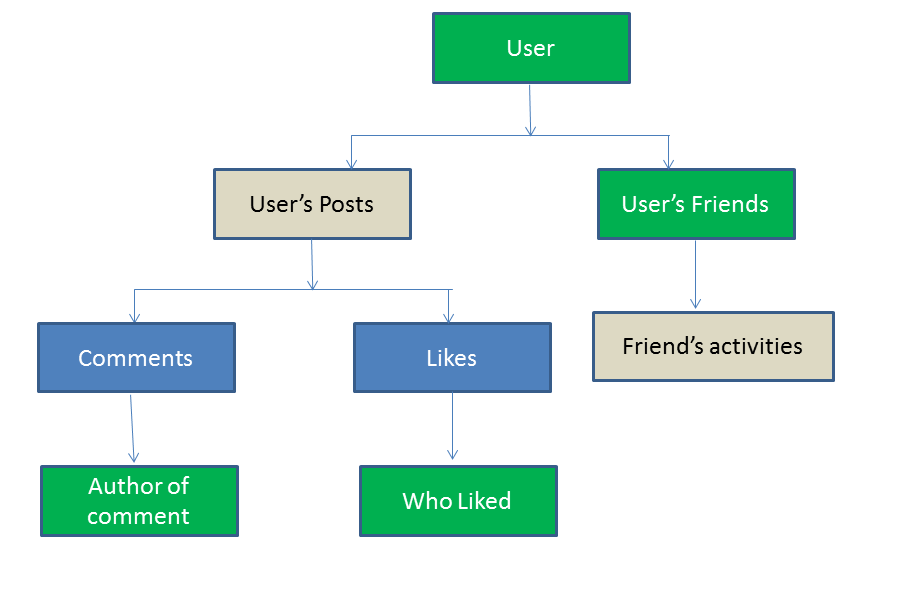 User
User’s Posts
User’s Friends
Comments
Likes
Friend’s activities
Author of
comment
Who Liked